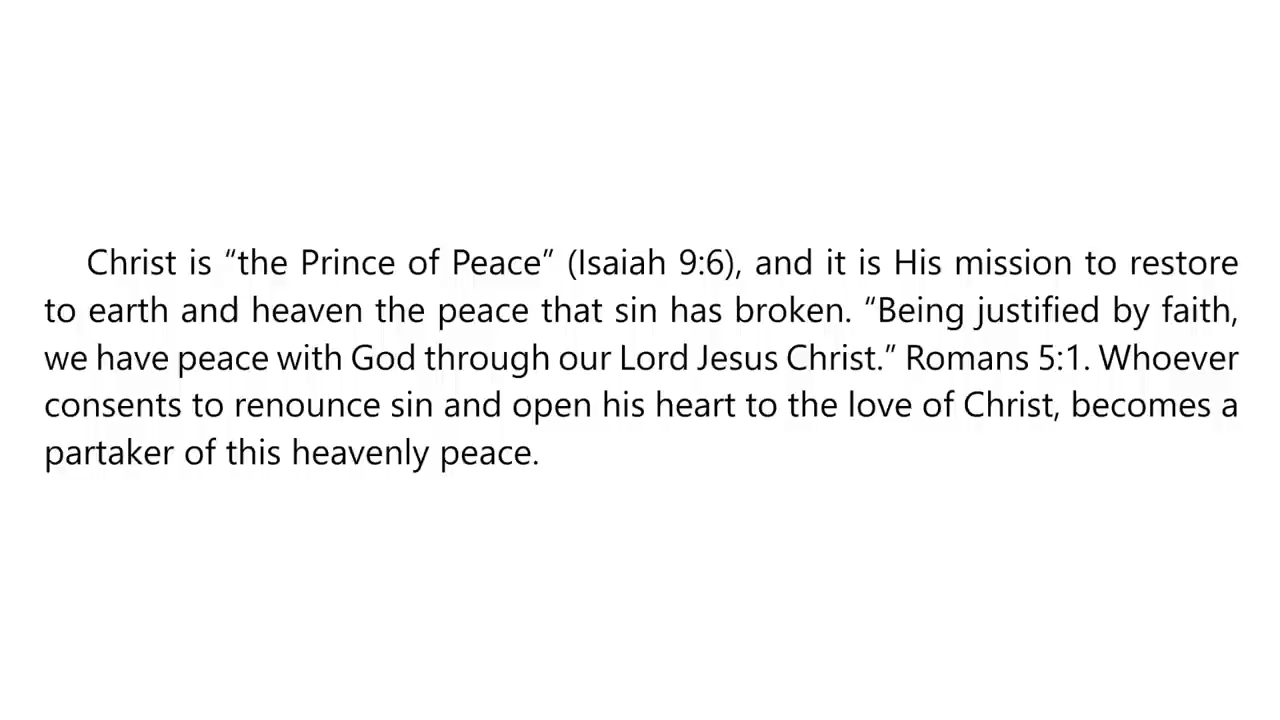 Christ is “the Prince of Peace” (Isaiah 9:6), and it is His mission to restore
to earth and heaven the peace that sin has broken. “Being justified by faith,
we have peace with God through our Lord Jesus Christ.” Romans 5:1. Whoever
consents to renounce sin and open his heart to the love of Christ, becomes a
partaker of this heavenly peace.